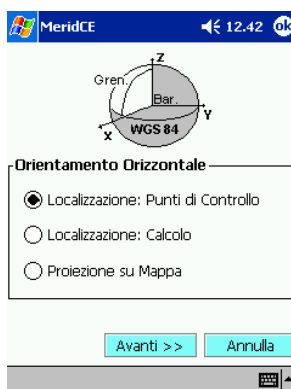 MeridCE 12.42 ok
Z
Gren.
Bar.
Y
X
WGS 84
Orientamento Orizzontale
Localizzazione: Punti di Controllo
Localizzazione: Calcolo
Proiezione su Mappa
Avanti >> Annulla